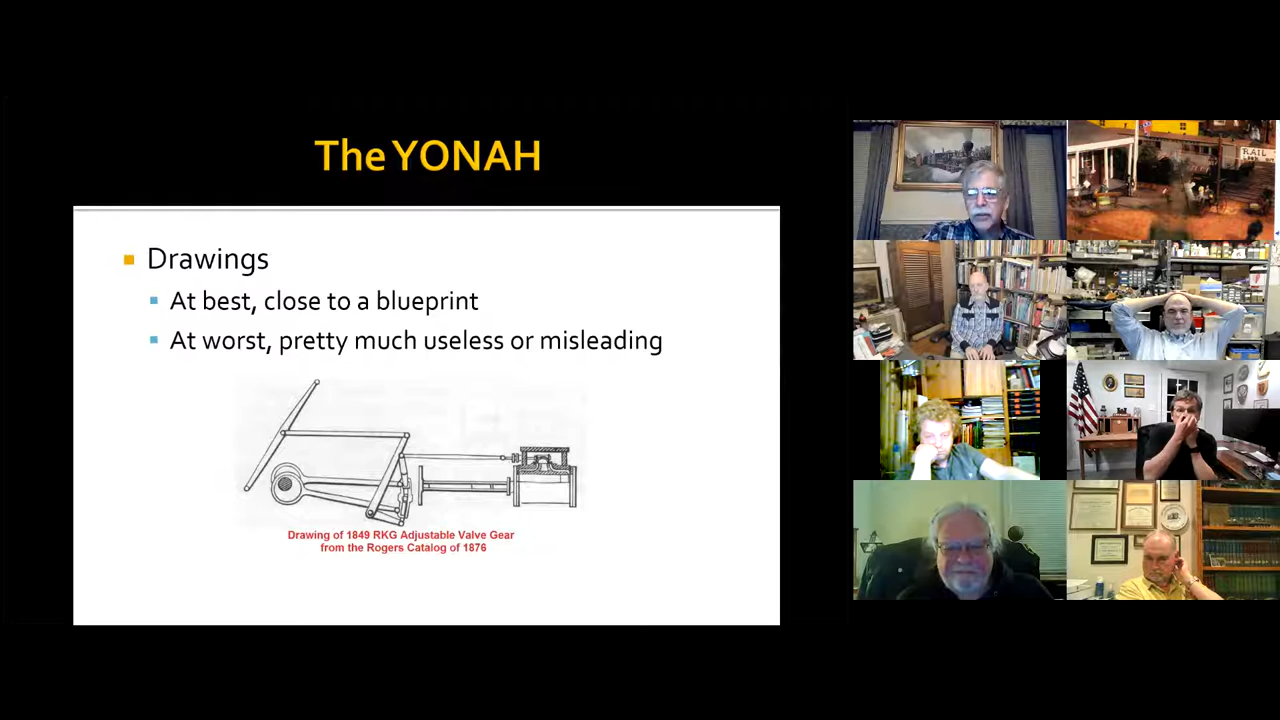 The YONAH
Drawings
At best, close to a blueprint
At worst, pretty much useless or misleading
Drawing of 1849 RKG Adjustable Valve Gear
from the Rogers Catalog of 1876
RAIL